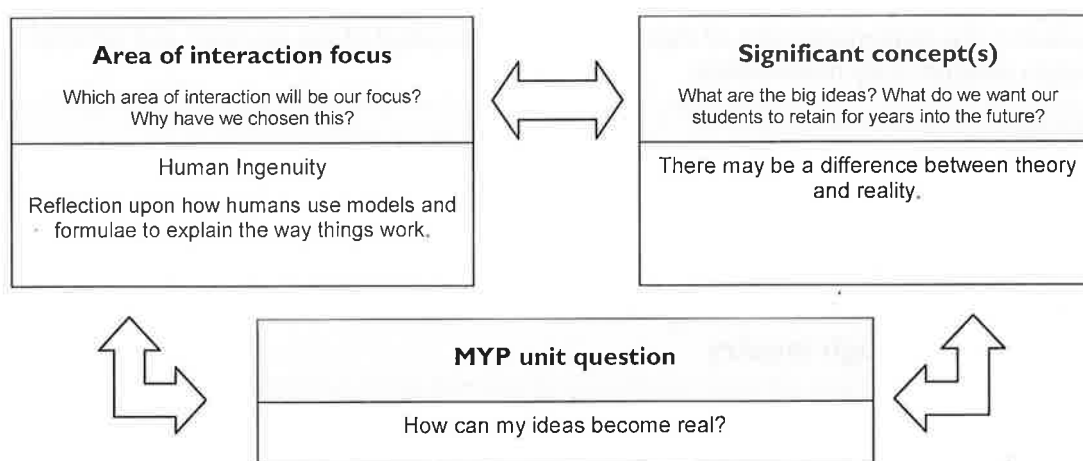 Area of interaction focus
Which area of interaction will be our focus?
Why have we chosen this?
Human Ingenuity
Reflection upon how humans use models and
formulae to explain the way things work.
Significant concept(s)
What are the big ideas? What do we want our
students to retain for years into the future?
There may be a difference between theory
and reality.
MYP unit question
How can my ideas become real?